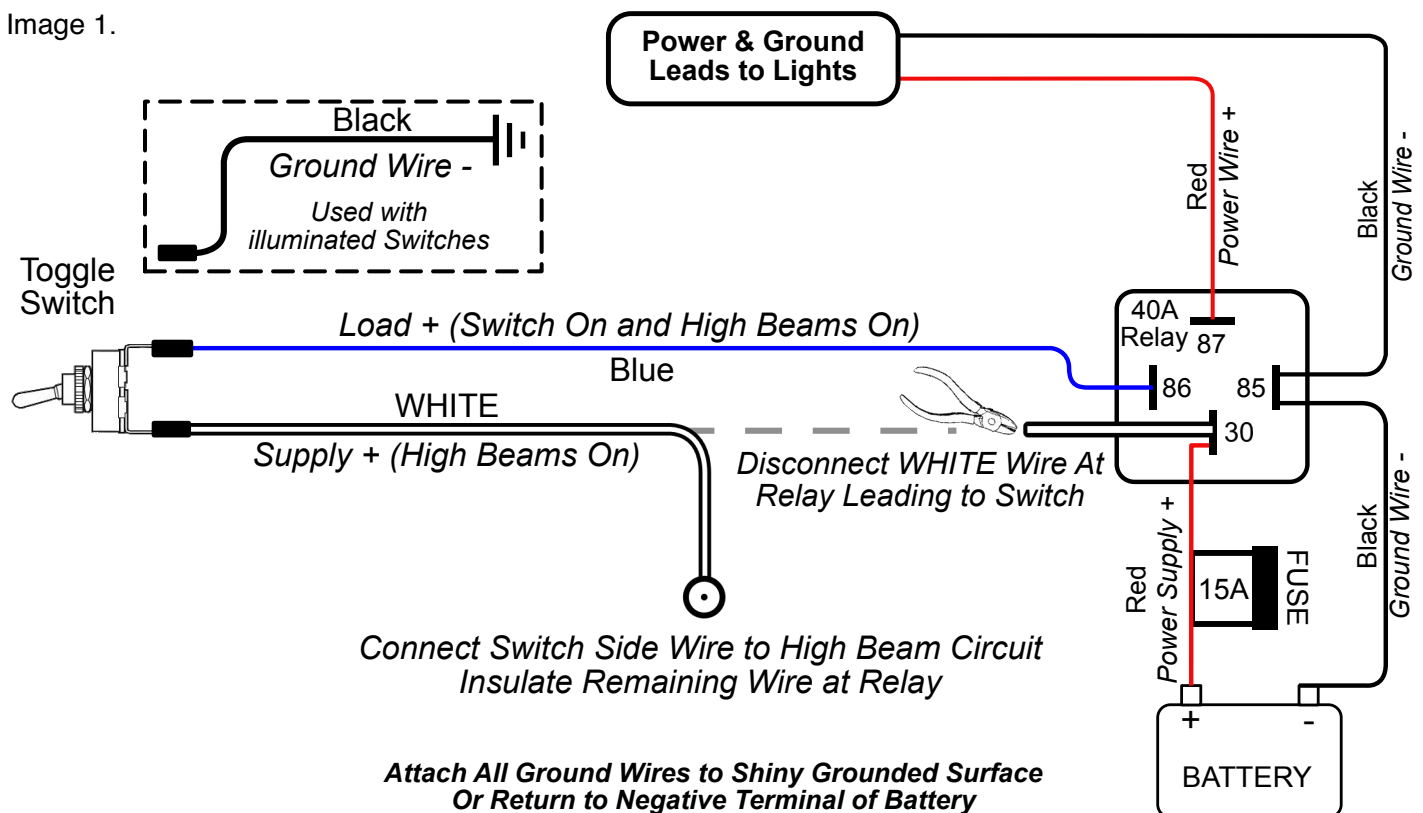 Image 1.
Power & Ground
Leads to Lights
Black
Ground Wire -
Used with
illuminated Switches
Toggle
Switch
Load + (Switch On and High Beams On)
Blue
WHITE
Supply + (High Beams On)
Disconnect WHITE Wire At
Relay Leading to Switch
Red
Power Wire +
Black
Ground Wire -
40A
Relay
87
86
85
30
Red
Power Supply +
15A
FUSE
Black
Ground Wire -
Connect Switch Side Wire to High Beam Circuit
Insulate Remaining Wire at Relay
+
-
BATTERY
Attach All Ground Wires to Shiny Grounded Surface
Or Return to Negative Terminal of Battery